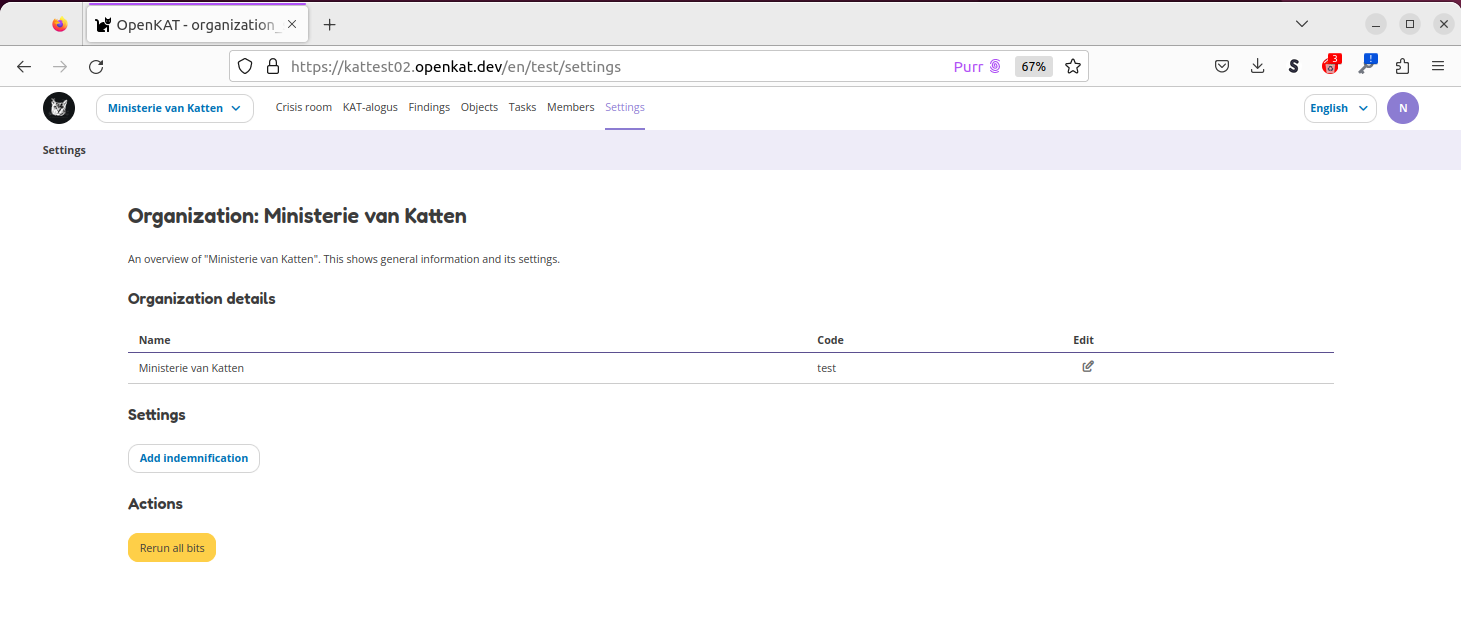 OpenKAT - organization_
https://kattest02.openkat.dev/en/test/settings
Purr
67%
3
!
Ministerie van Katten
Crisis room
KAT-alogus
Findings
Objects
Tasks
Members
Settings
English
N
Settings
Organization: Ministerie van Katten
An overview of "Ministerie van Katten". This shows general information and its settings.
Organization details
Name Code Edit
Ministerie van Katten test
Settings
Add indemnification
Actions
Rerun all bits